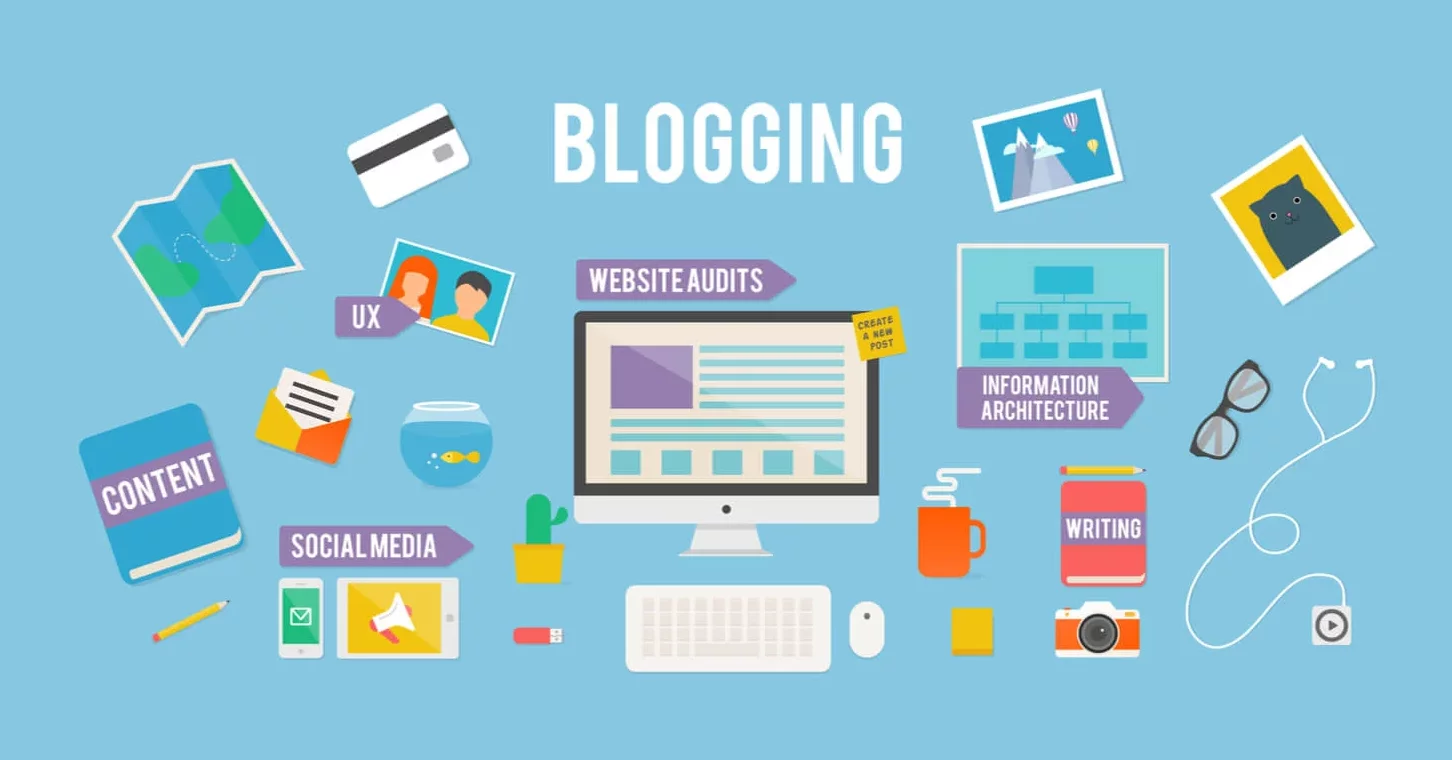 BLOGGING
WEBSITE AUDITS
UX
CREATE
A NEW
POST
INFORMATION
ARCHITECTURE
CONTENT
WRITING
SOCIAL MEDIA